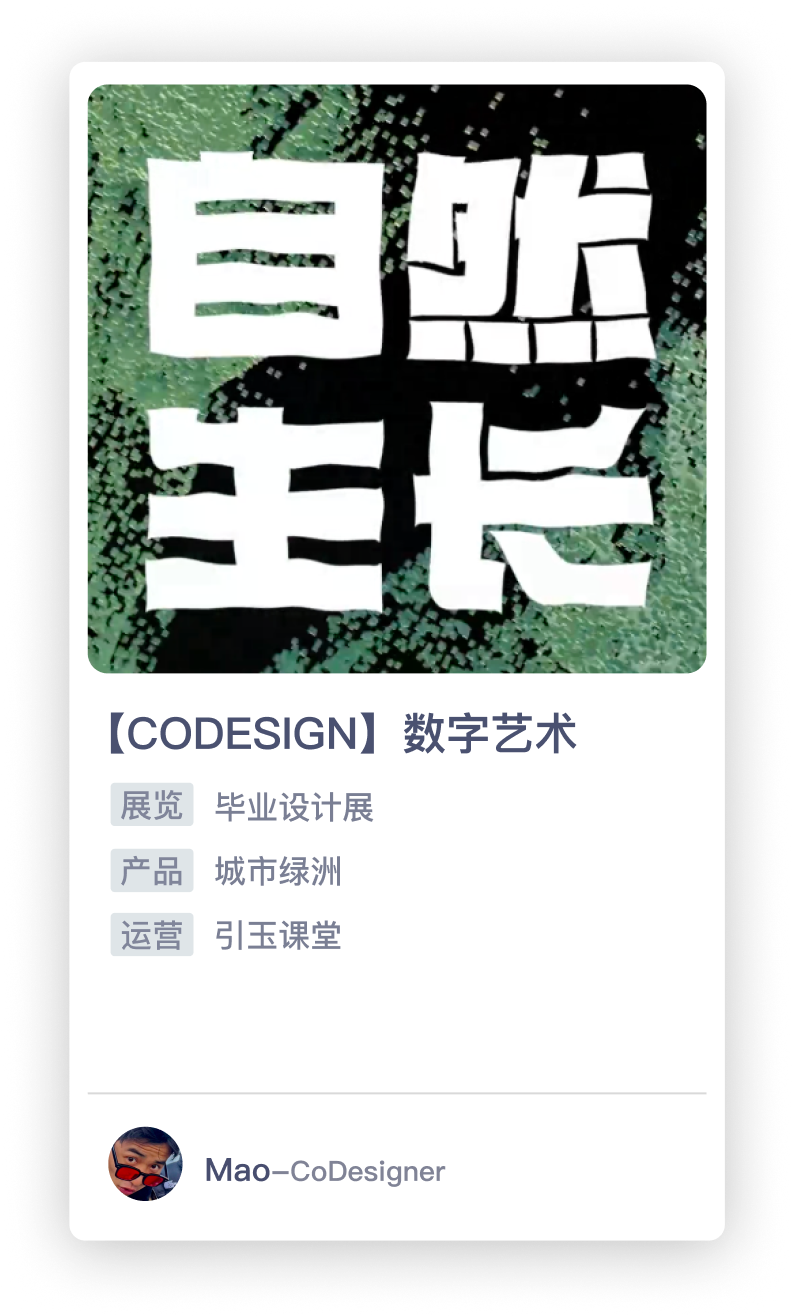 自然
生长
【CODESIGN】数字艺术
展览 毕业设计展
产品 城市绿洲
运营 引玉课堂
Mao–CoDesigner